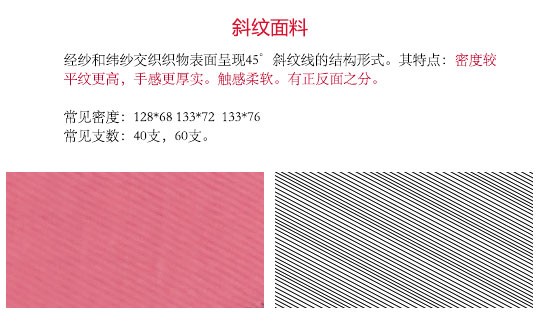 斜纹面料
经纱和纬纱交织织物表面呈现45°斜纹线的结构形式。其特点：密度较
平纹更高，手感更厚实。触感柔软。有正反面之分。
常见密度：128*68 133*72 133*76
常见支数：40支，60支。